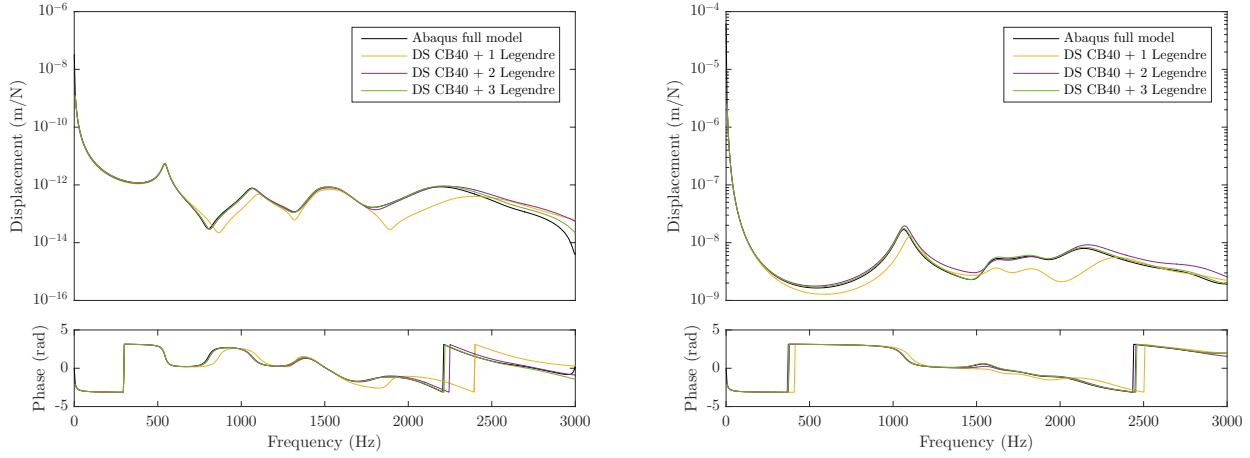 10^−6
10^−8
10^−10
10^−12
10^−14
10^−16
Displacement (m/N)
Abaqus full model
DS CB40 + 1 Legendre
DS CB40 + 2 Legendre
DS CB40 + 3 Legendre
5
0
-5
Phase (rad)
0 500 1000 1500 2000 2500 3000
Frequency (Hz)
10^−4
10^−5
10^−6
10^−7
10^−8
10^−9
Displacement (m/N)
Abaqus full model
DS CB40 + 1 Legendre
DS CB40 + 2 Legendre
DS CB40 + 3 Legendre
5
0
-5
Phase (rad)
0 500 1000 1500 2000 2500 3000
Frequency (Hz)